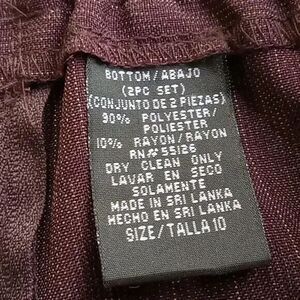 BOTTOM/ABAJO
(2PC SET)
(CONJUNTO DE 2 PIEZAS)
90% POLYESTER/
POLIESTER
10% RAYON/RAYON
RN# 55126
DRY CLEAN ONLY
LAVAR EN SECO
SOLAMENTE
MADE IN SRI LANKA
HECHO EN SRI LANKA
SIZE/TALLA 10